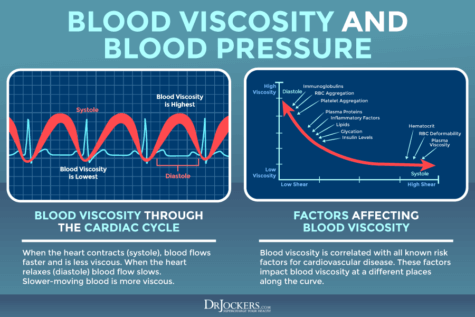 BLOOD VISCOSITY AND
BLOOD PRESSURE
Systole
Blood Viscosity
is Highest
Blood Viscosity
is Lowest
Diastole
High
Viscosity
Diastole
Immunoglobulins
RBC Aggregation
Platelet Aggregation
Plasma Proteins
Inflammatory Factors
Lipids
Glycation
Insulin Levels
Hematocrit
RBC Deformability
Plasma
Viscosity
Systole
Low
Viscosity
Low Shear
High Shear
BLOOD VISCOSITY THROUGH
THE CARDIAC CYCLE
When the heart contracts (systole), blood flows
faster and is less viscous. When the heart
relaxes (diastole) blood flow slows.
Slower-moving blood is more viscous.
FACTORS AFFECTING
BLOOD VISCOSITY
Blood viscosity is correlated with all known risk
factors for cardiovascular disease. These factors
impact blood viscosity at a different places
along the curve.
DRJOCKERS.COM
SUPERCHARGE YOUR HEALTH